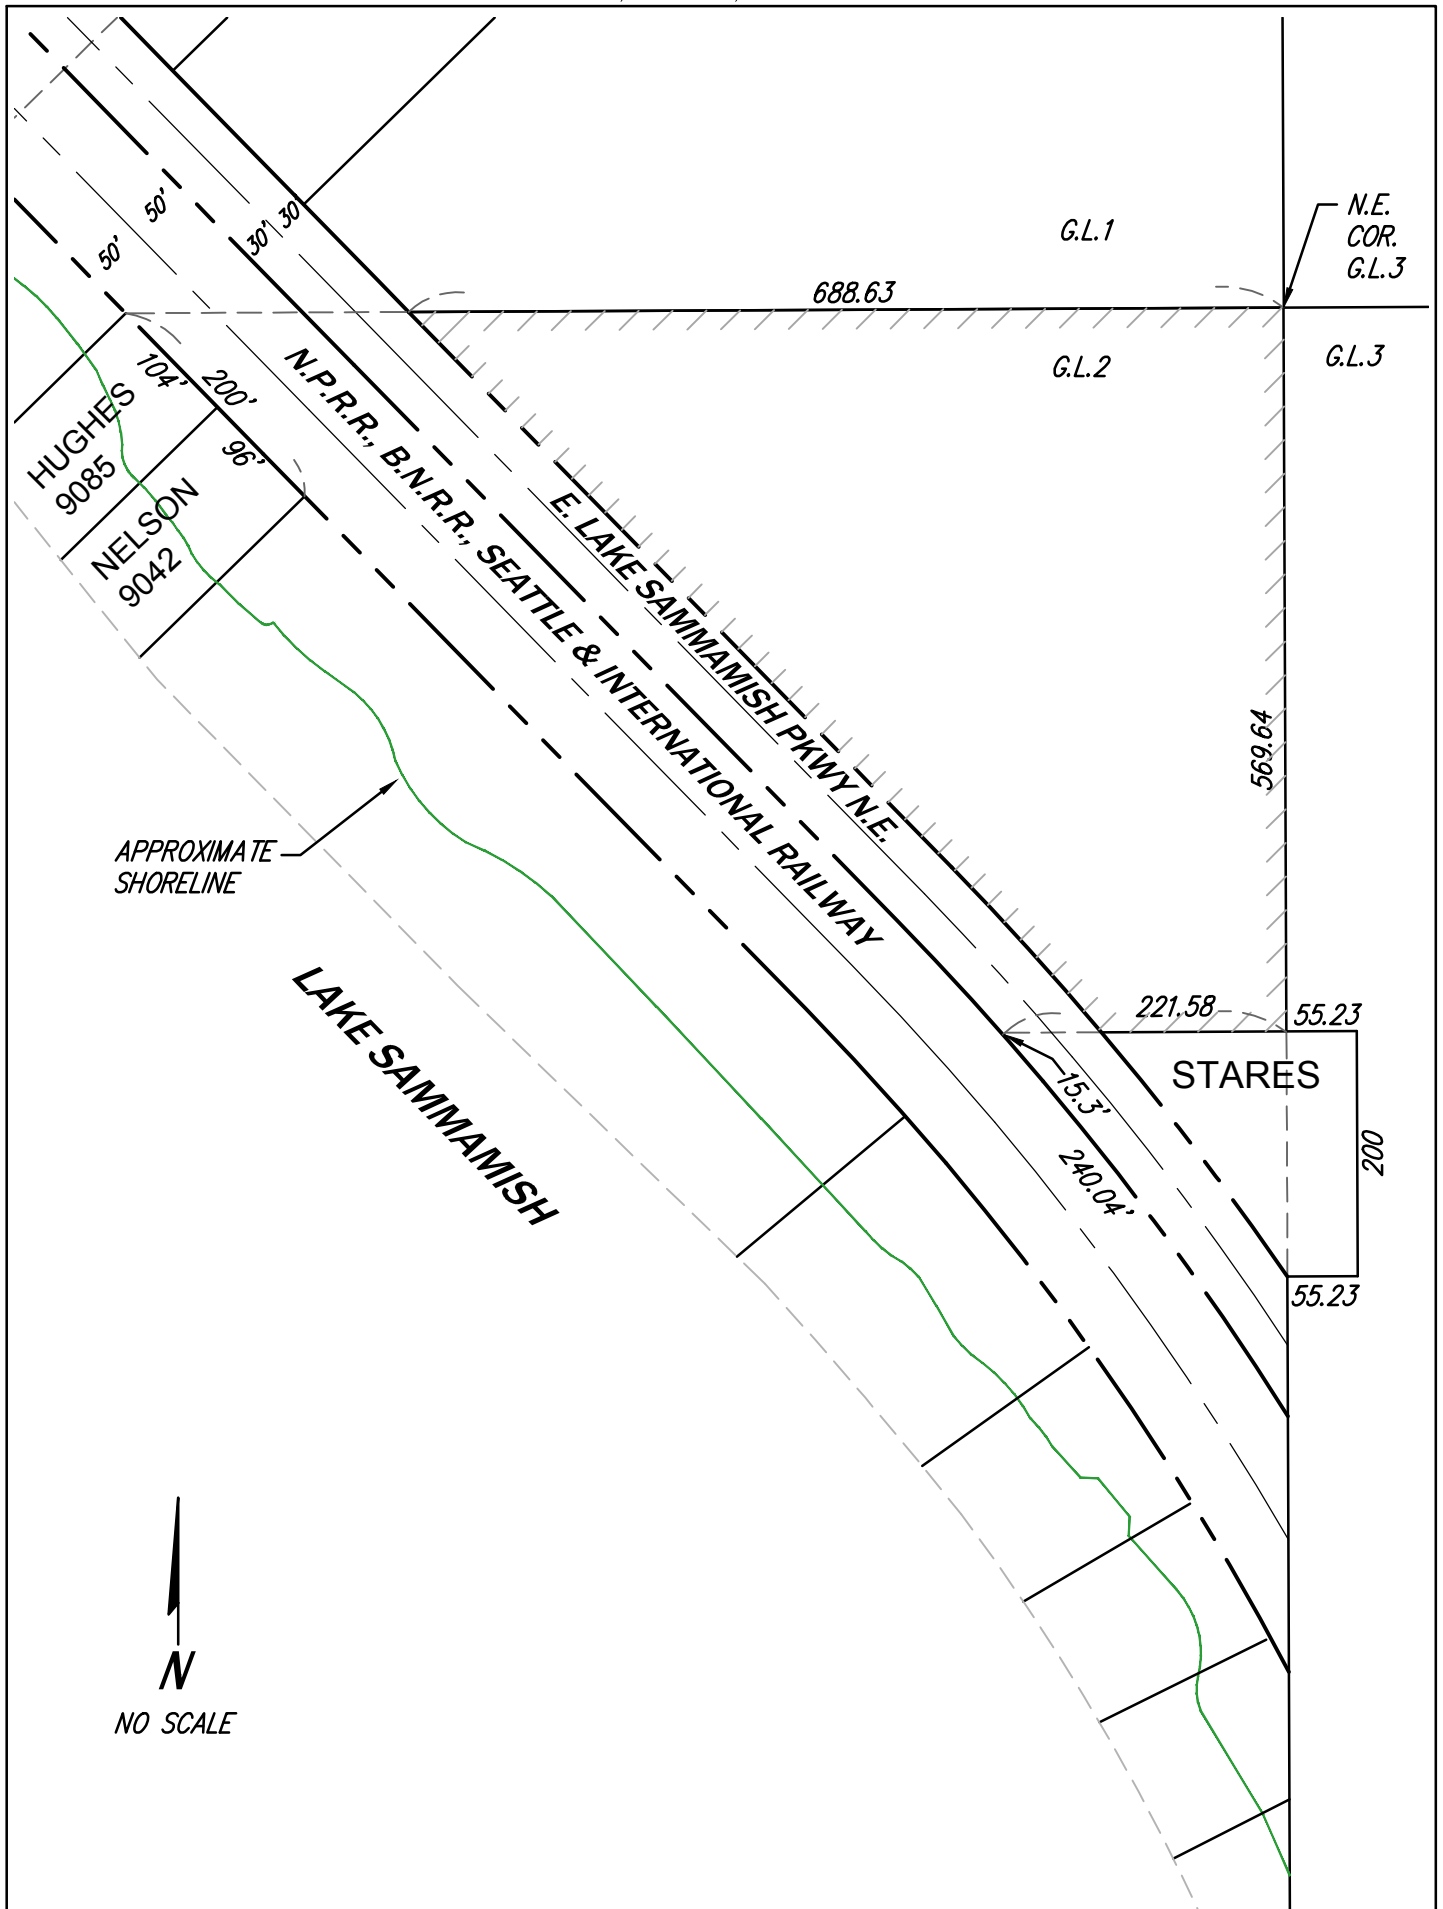 N.E.
COR.
G.L.3
G.L.1
50'
50'
30'
30'
688.63
G.L.2
G.L.3
104'
200'
96'
HUGHES
9085
NELSON
9042
N.P.R.R., B.N.R.R., SEATTLE & INTERNATIONAL RAILWAY
E. LAKE SAMMAMISH PKWY N.E.
569.64
APPROXIMATE
SHORELINE
LAKE SAMMAMISH
221.58
55.23
STARES
15.3'
240.04'
200
55.23
N
NO SCALE